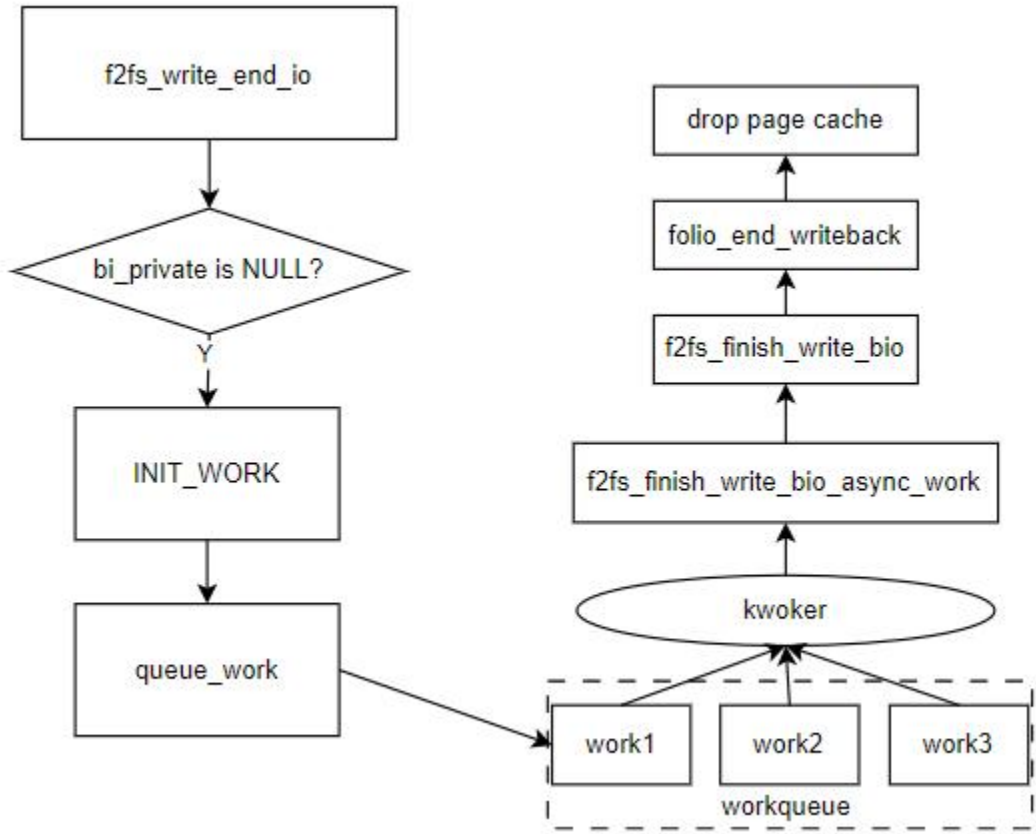 f2fs_write_end_io
bi_private is NULL?
Y
INIT_WORK
queue_work
drop page cache
folio_end_writeback
f2fs_finish_write_bio
f2fs_finish_write_bio_async_work
kwoker
work1
work2
work3
workqueue